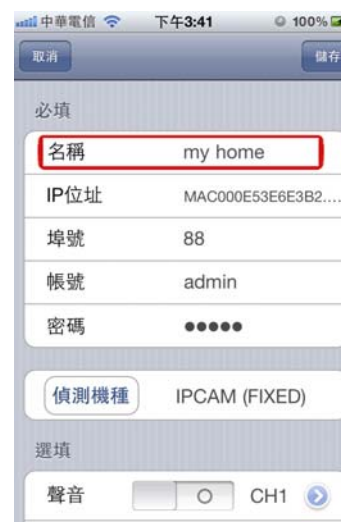 中華電信 下午3:41 100%
取消 儲存
必填
名稱 my home
IP位址 MAC000E53E6E3B2....
埠號 88
帳號 admin
密碼 ●●●●●
偵測機種 IPCAM (FIXED)
選填
聲音 CH1